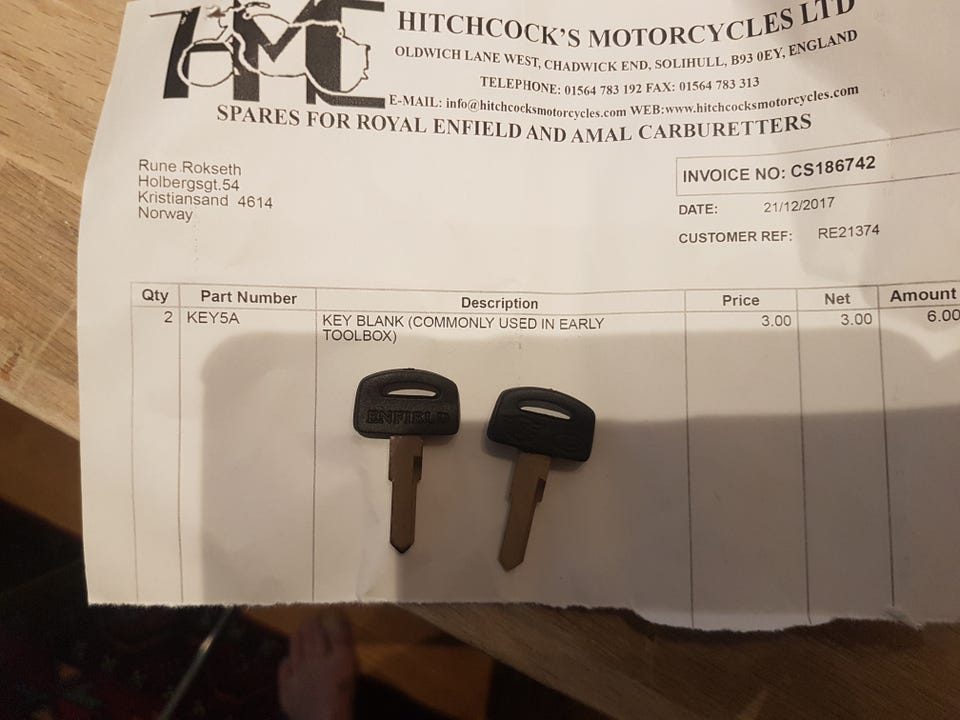 HMC
HITCHCOCK'S MOTORCYCLES LTD
OLDWICH LANE WEST, CHADWICK END, SOLIHULL, B93 0EY, ENGLAND
TELEPHONE: 01564 783 192 FAX: 01564 783 313
E-MAIL: info@hitchcocksmotorcycles.com WEB:www.hitchcocksmotorcycles.com
SPARES FOR ROYAL ENFIELD AND AMAL CARBURETTERS
Rune Rokseth
Holbergsgt.54
Kristiansand 4614
Norway
INVOICE NO: CS186742
DATE: 21/12/2017
CUSTOMER REF: RE21374
Qty Part Number Description Price Net Amount
2 KEY5A KEY BLANK (COMMONLY USED IN EARLY 3.00 3.00 6.00
TOOLBOX)
ENFIELD